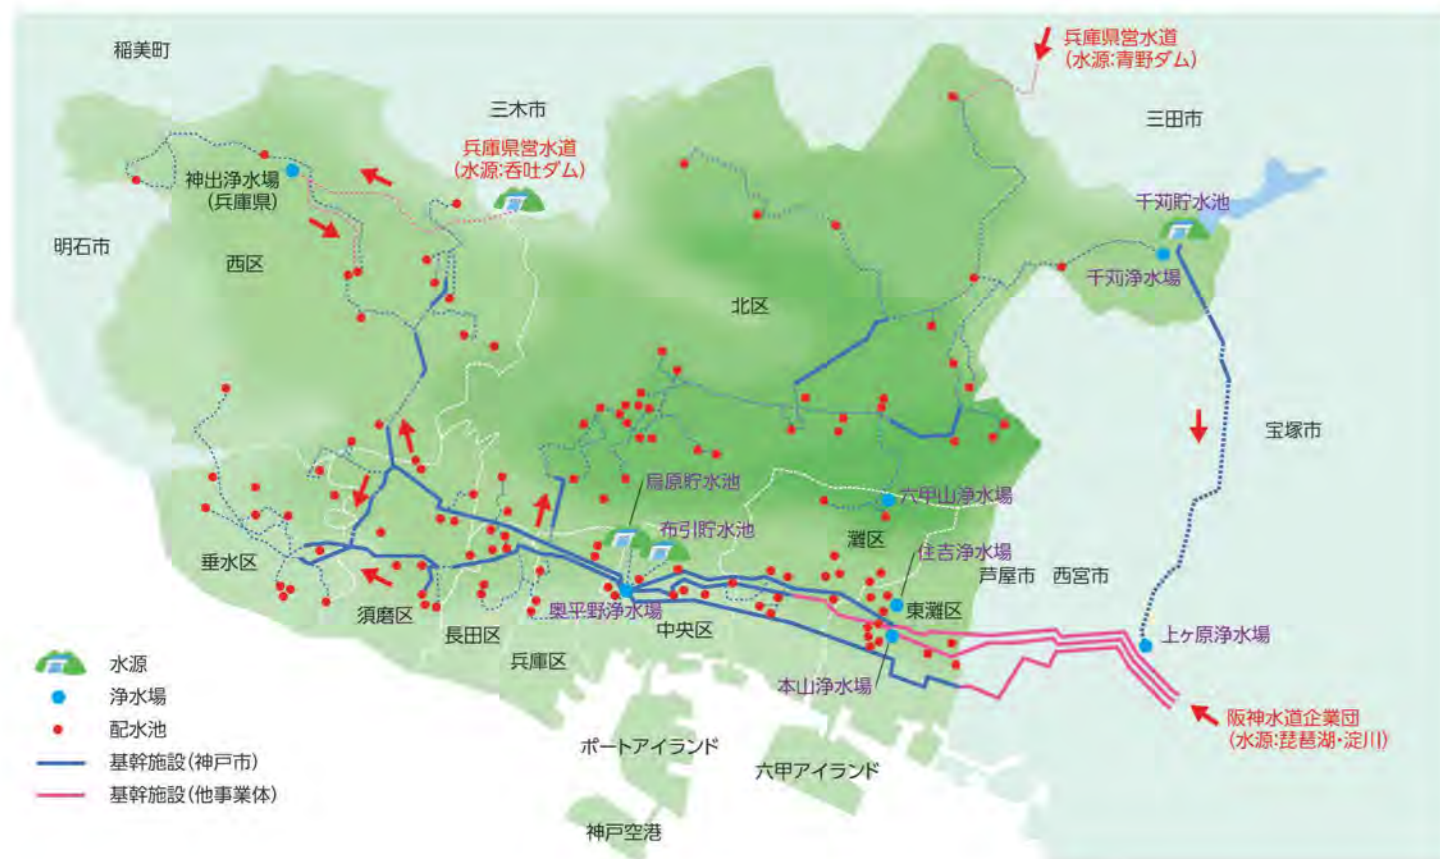 稲美町
兵庫県営水道
(水源:青野ダム)
三木市
三田市
兵庫県営水道
(水源:呑吐ダム)
神出浄水場
(兵庫県)
千苅貯水池
明石市
西区
千苅浄水場
北区
宝塚市
烏原貯水池
六甲山浄水場
布引貯水池
灘区
住吉浄水場
垂水区
芦屋市
西宮市
須磨区
奥平野浄水場
東灘区
長田区
中央区
上ヶ原浄水場
兵庫区
水源
本山浄水場
浄水場
配水池
阪神水道企業団
(水源:琵琶湖・淀川)
ポートアイランド
基幹施設(神戸市)
六甲アイランド
基幹施設(他事業体)
神戸空港